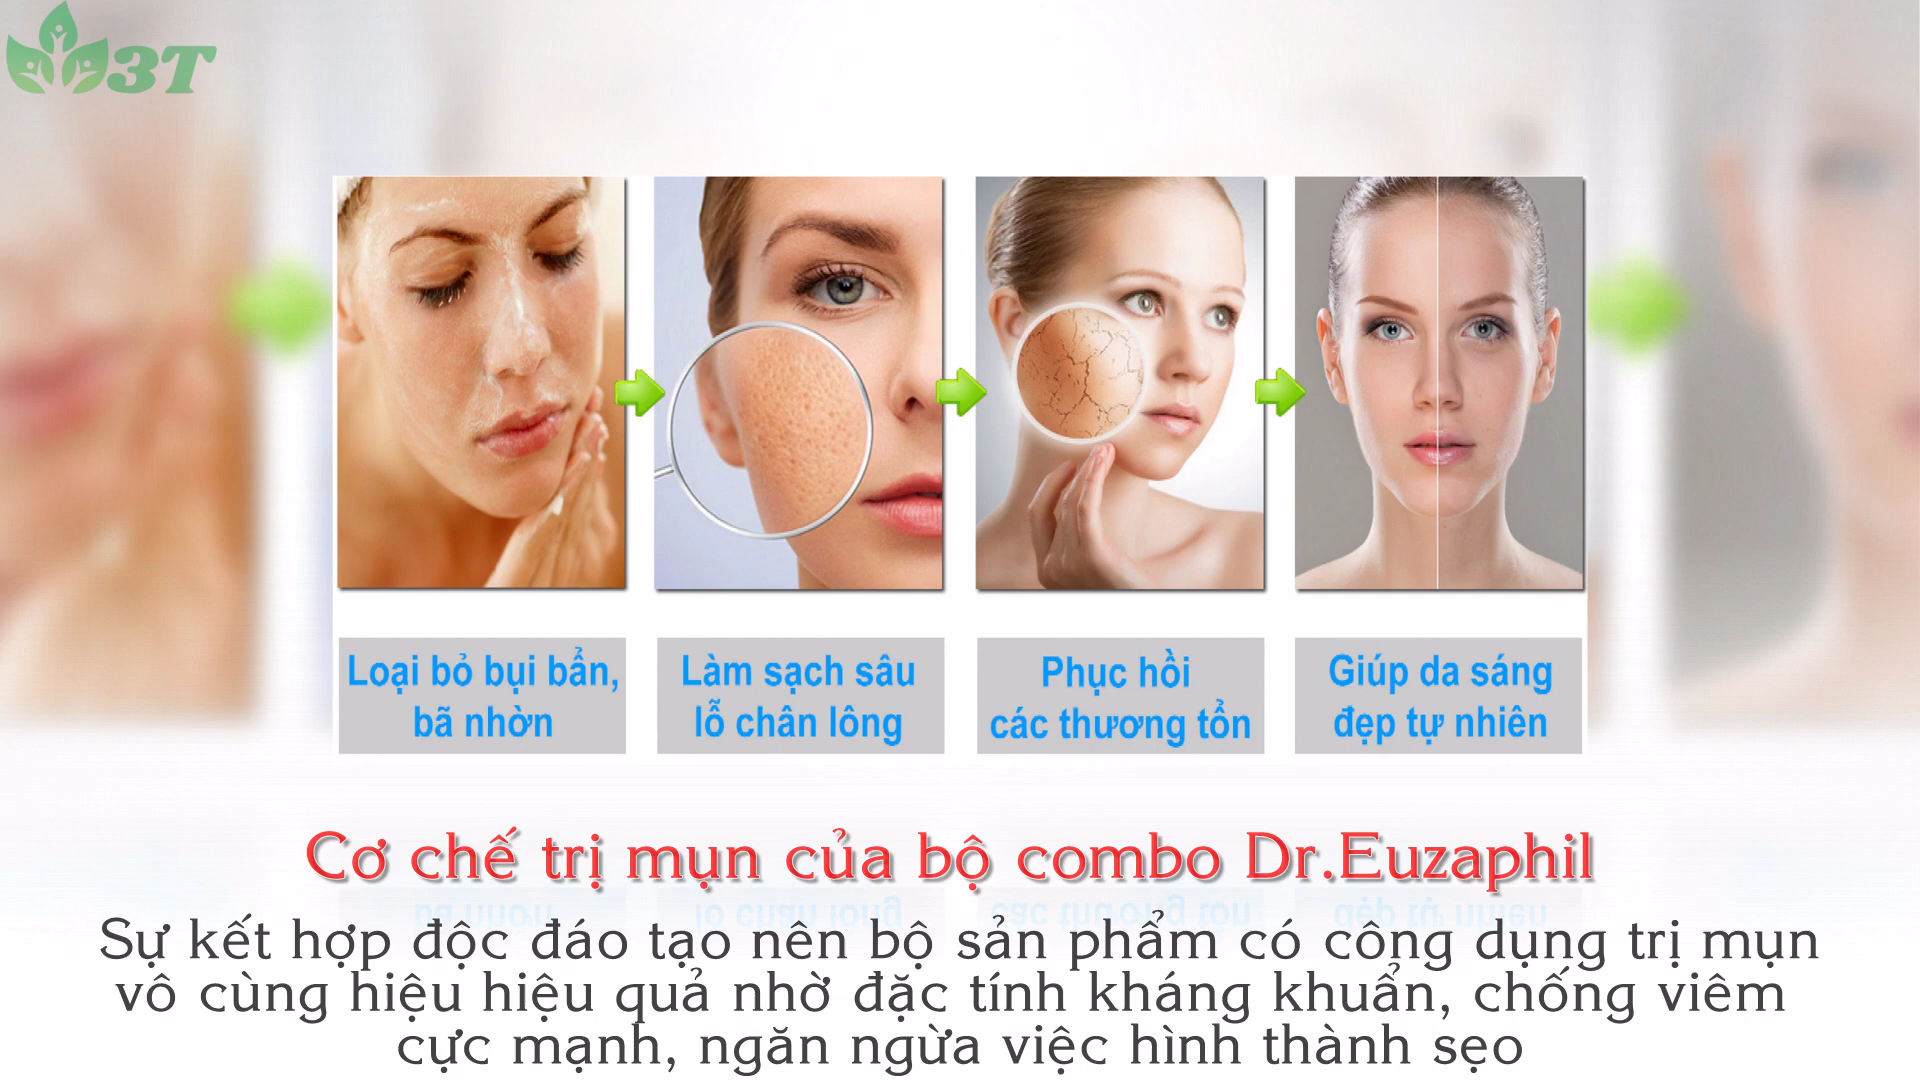 3T
Loại bỏ bụi bẩn,
bã nhờn
Làm sạch sâu
lỗ chân lông
Phục hồi
các thương tổn
Giúp da sáng
đẹp tự nhiên
Cơ chế trị mụn của bộ combo Dr.Euzaphil
Sự kết hợp độc đáo tạo nên bộ sản phẩm có công dụng trị mụn
vô cùng hiệu hiệu quả nhờ đặc tính kháng khuẩn, chống viêm
cực mạnh, ngăn ngừa việc hình thành sẹo